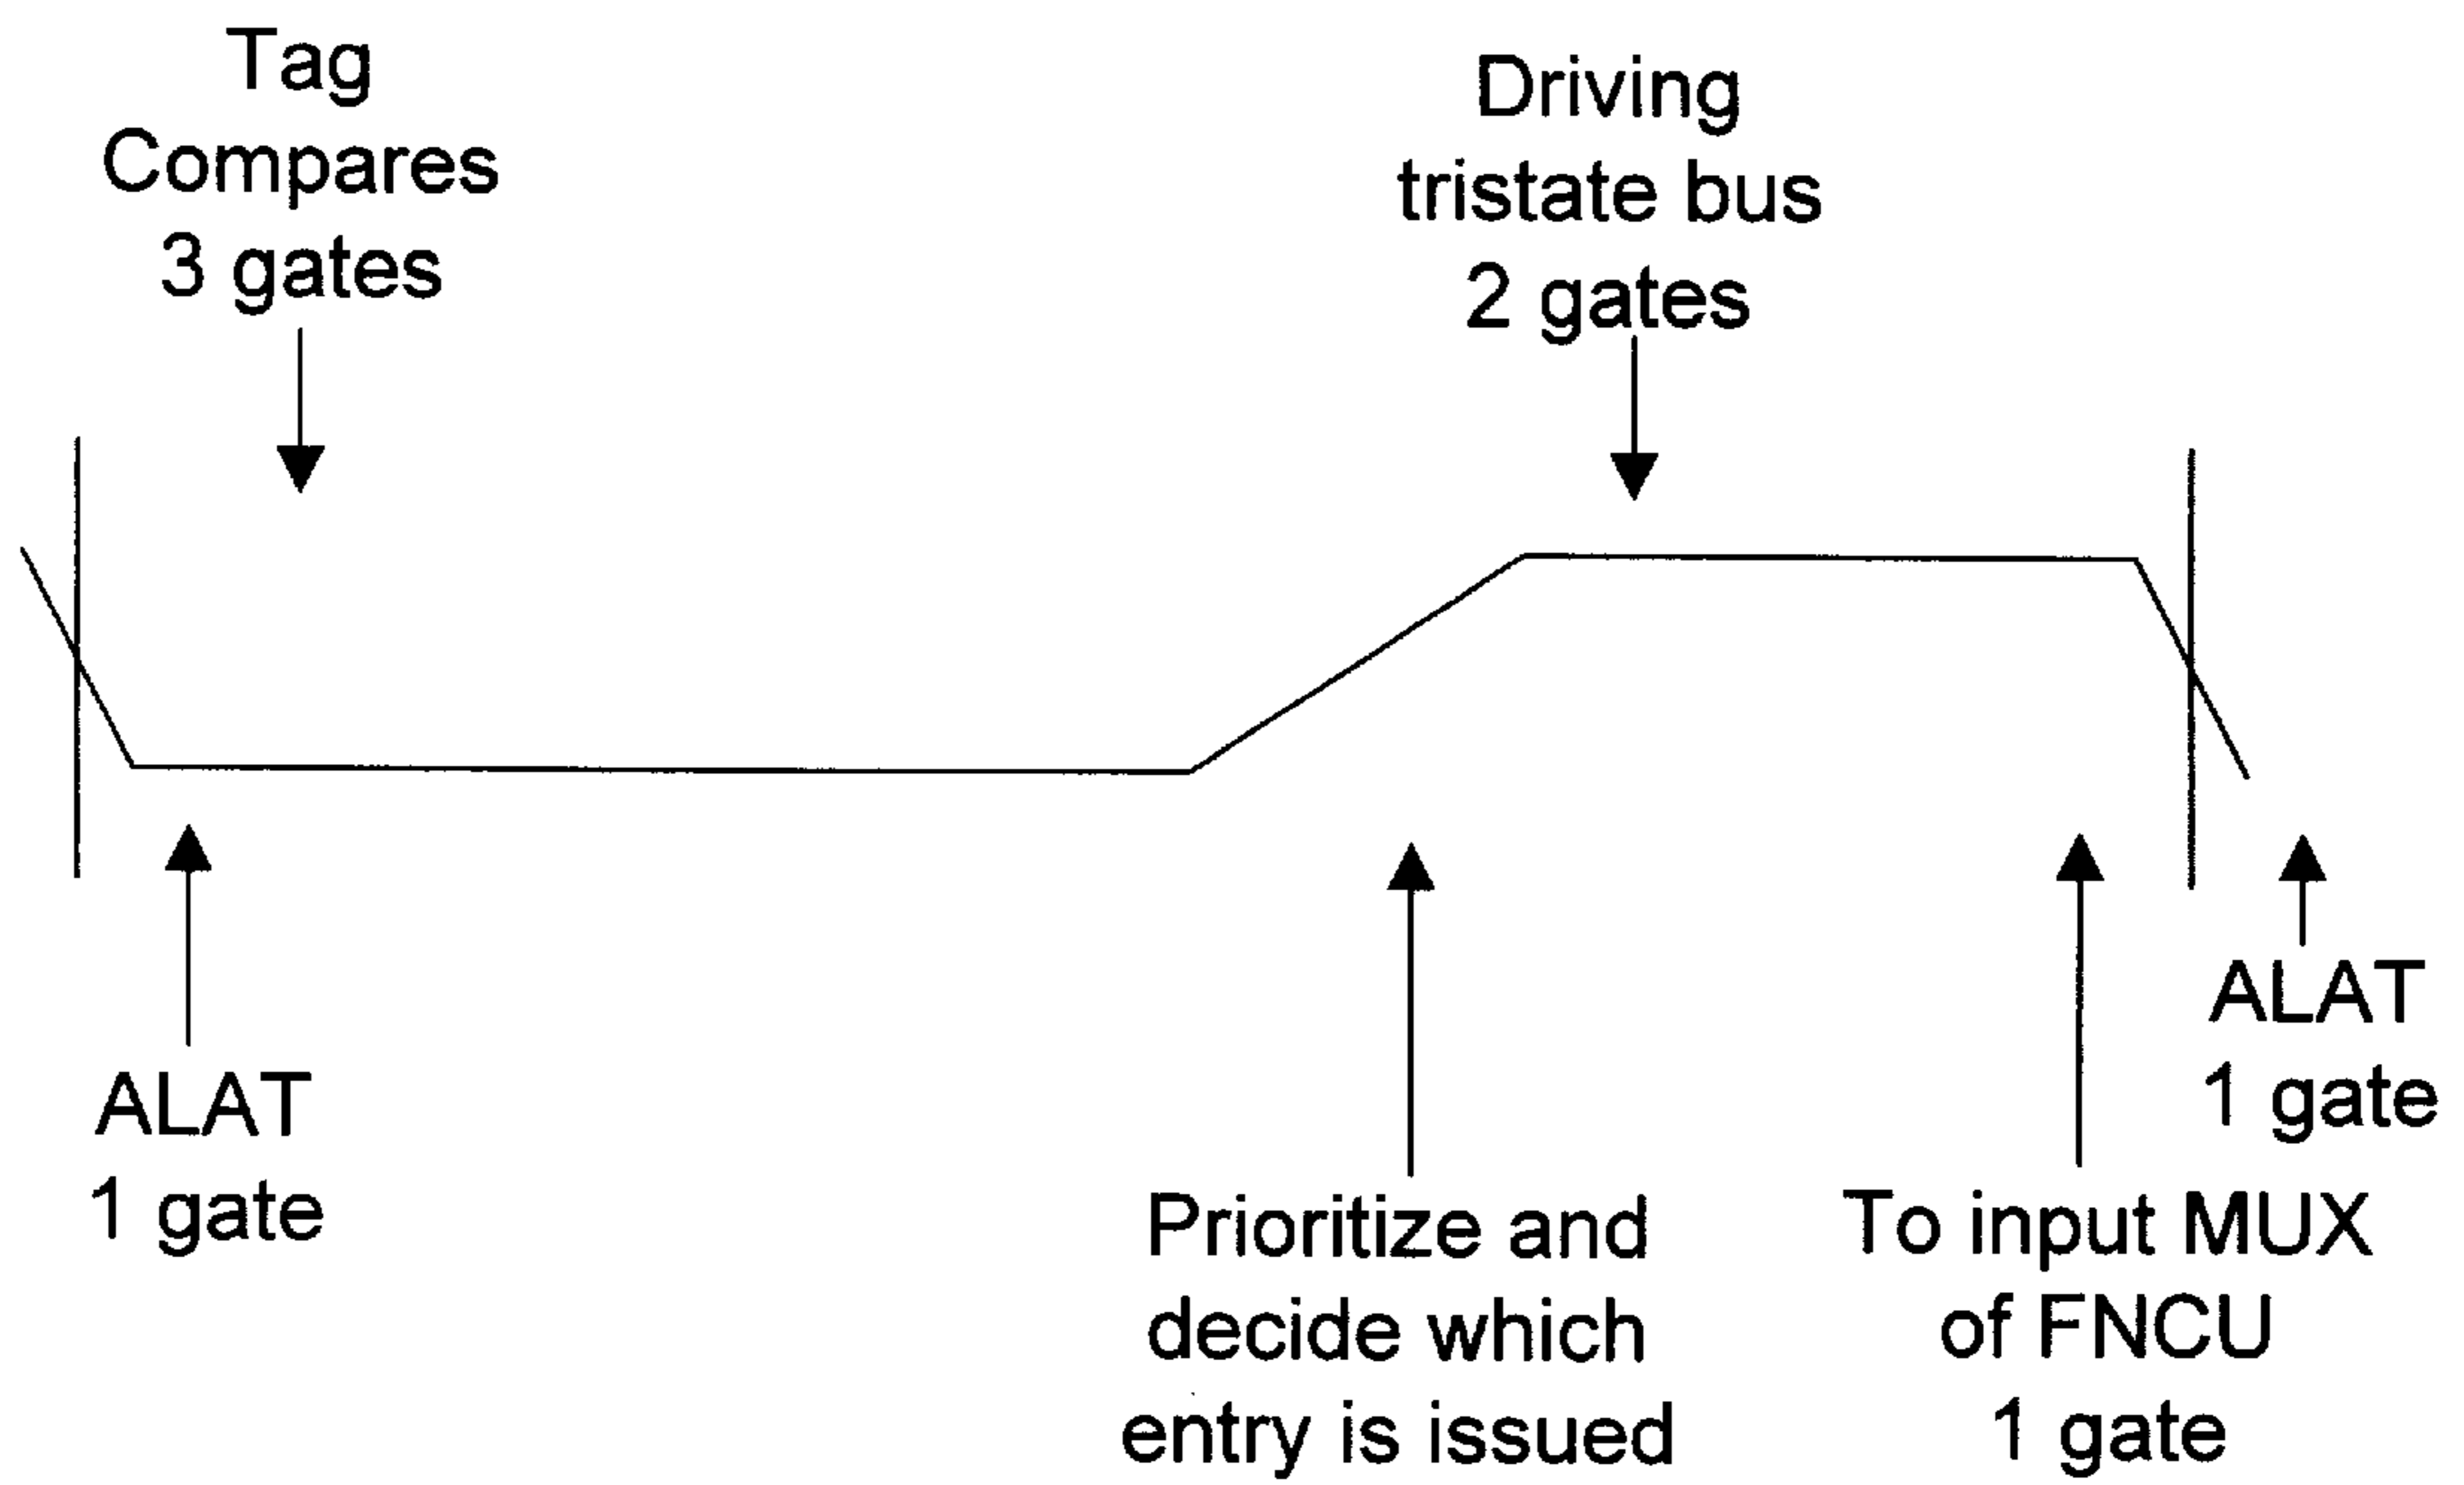 Tag
Compares
3 gates
Driving
tristate bus
2 gates
ALAT
1 gate
Prioritize and
decide which
entry is issued
To input MUX
of FNCU
1 gate
ALAT
1 gate